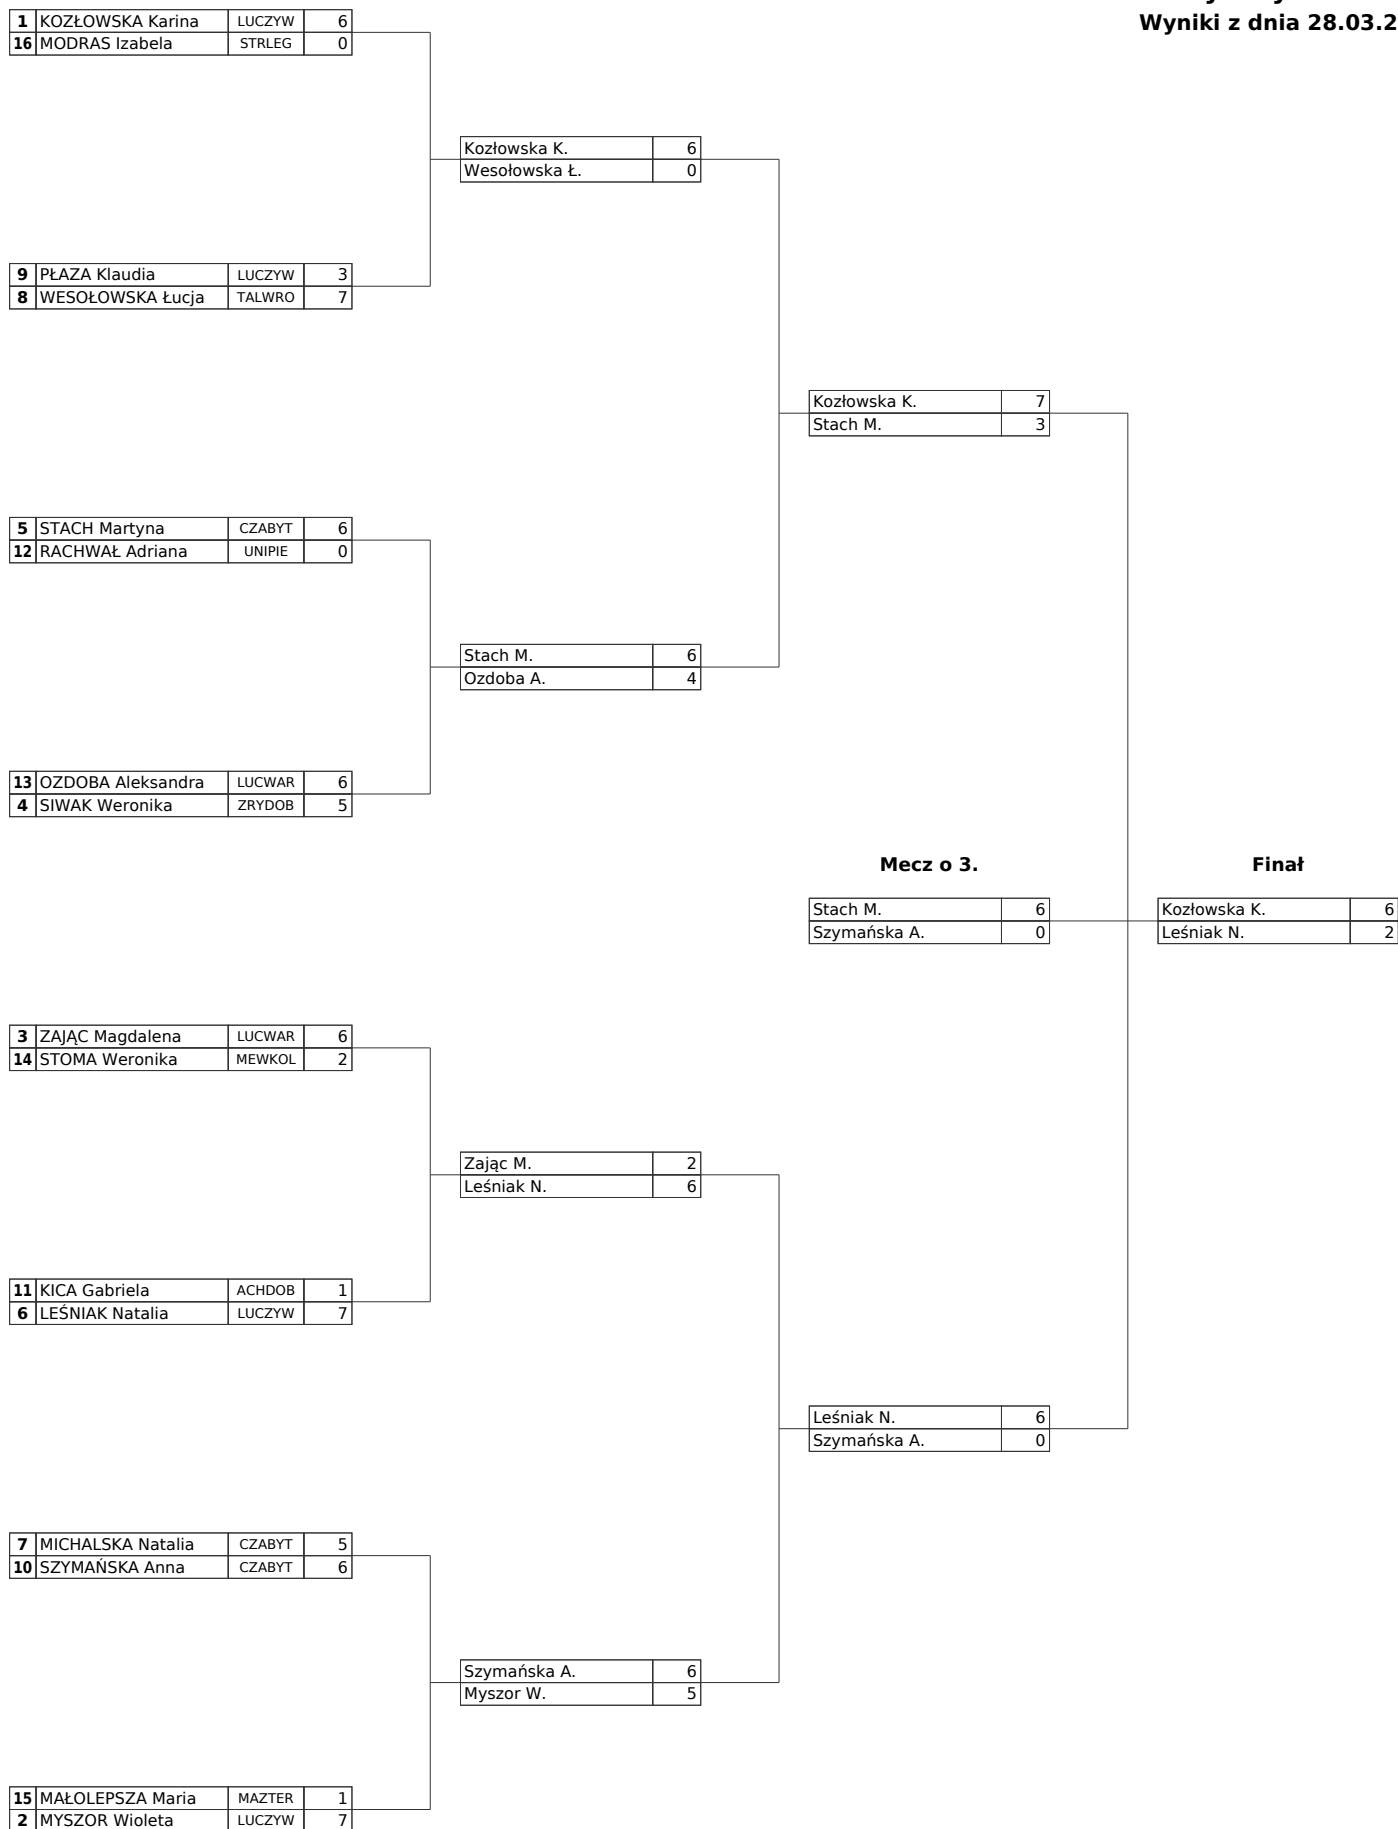 Wyniki z dnia 28.03.2
1 KOZŁOWSKA Karina LUCZYW 6
16 MODRAS Izabela STRLEG 0
Kozłowska K. 6
Wesołowska Ł. 0
9 PŁAZA Klaudia LUCZYW 3
8 WESOŁOWSKA Łucja TALWRO 7
Kozłowska K. 7
Stach M. 3
5 STACH Martyna CZABYT 6
12 RACHWAŁ Adriana UNIPIE 0
Stach M. 6
Ozdoba A. 4
13 OZDOBA Aleksandra LUCWAR 6
4 SIWAK Weronika ZRYDOB 5
Mecz o 3. Finał
Stach M. 6 Kozłowska K. 6
Szymańska A. 0 Leśniak N. 2
3 ZAJĄC Magdalena LUCWAR 6
14 STOMA Weronika MEWKOL 2
Zając M. 2
Leśniak N. 6
11 KICA Gabriela ACHDOB 1
6 LEŚNIAK Natalia LUCZYW 7
Leśniak N. 6
Szymańska A. 0
7 MICHALSKA Natalia CZABYT 5
10 SZYMAŃSKA Anna CZABYT 6
Szymańska A. 6
Myszor W. 5
15 MAŁOLEPSZA Maria MAZTER 1
2 MYSZOR Wioleta LUCZYW 7